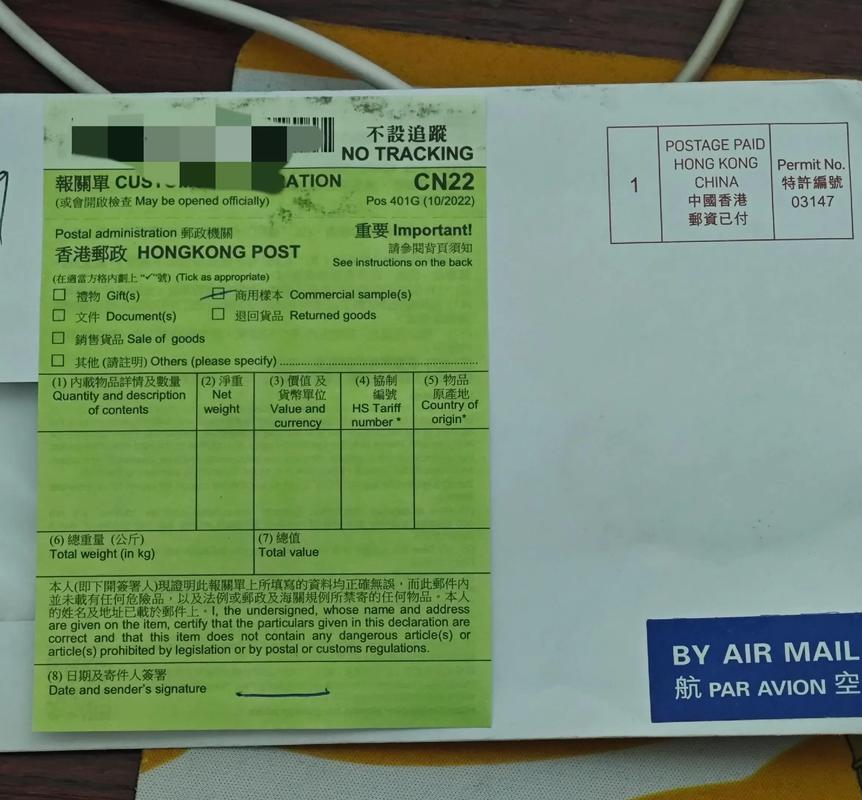 不設追蹤
NO TRACKING
報關單 CN22
(或會開啟檢查 May be opened officially) Pos 401G (10/2022)
Postal administration 郵政機關 重要 Important!
香港郵政 HONGKONG POST 請參閱背頁須知
See instructions on the back
(在適當方格內劃上 "✓"號) (Tick as appropriate)
禮物 Gift(s) 商用樣本 Commercial sample(s)
文件 Document(s) 退回貨品 Returned goods
銷售貨品 Sale of goods
其他 (請註明) Others (please specify)
(1) 內載物品詳情及數量
Quantity and description
of contents
(2) 淨重
Net
weight
(3) 價值 及
貨幣單位
Value and
currency
(4) 協制
編號
HS Tariff
number *
(5) 物品
原產地
Country of
origin*
(6) 總重量 (公斤)
Total weight (in kg)
(7) 總值
Total value
本人(即下開簽署人)現證明此報關單上所填寫的資料均正確無誤，而此郵件內
並未載有任何危險品，以及法例或郵政及海關規例所禁寄的任何物品。本人
的姓名及地址已載於郵件上。I, the undersigned, whose name and address
are given on the item, certify that the particulars given in this declaration are
correct and that this item does not contain any dangerous article(s) or
article(s) prohibited by legislation or by postal or customs regulations.
(8) 日期及寄件人簽署
Date and sender's signature
1
POSTAGE PAID
HONG KONG
CHINA
中國香港
郵資已付
Permit No.
特許編號
03147
BY AIR MAIL
航 PAR AVION 空